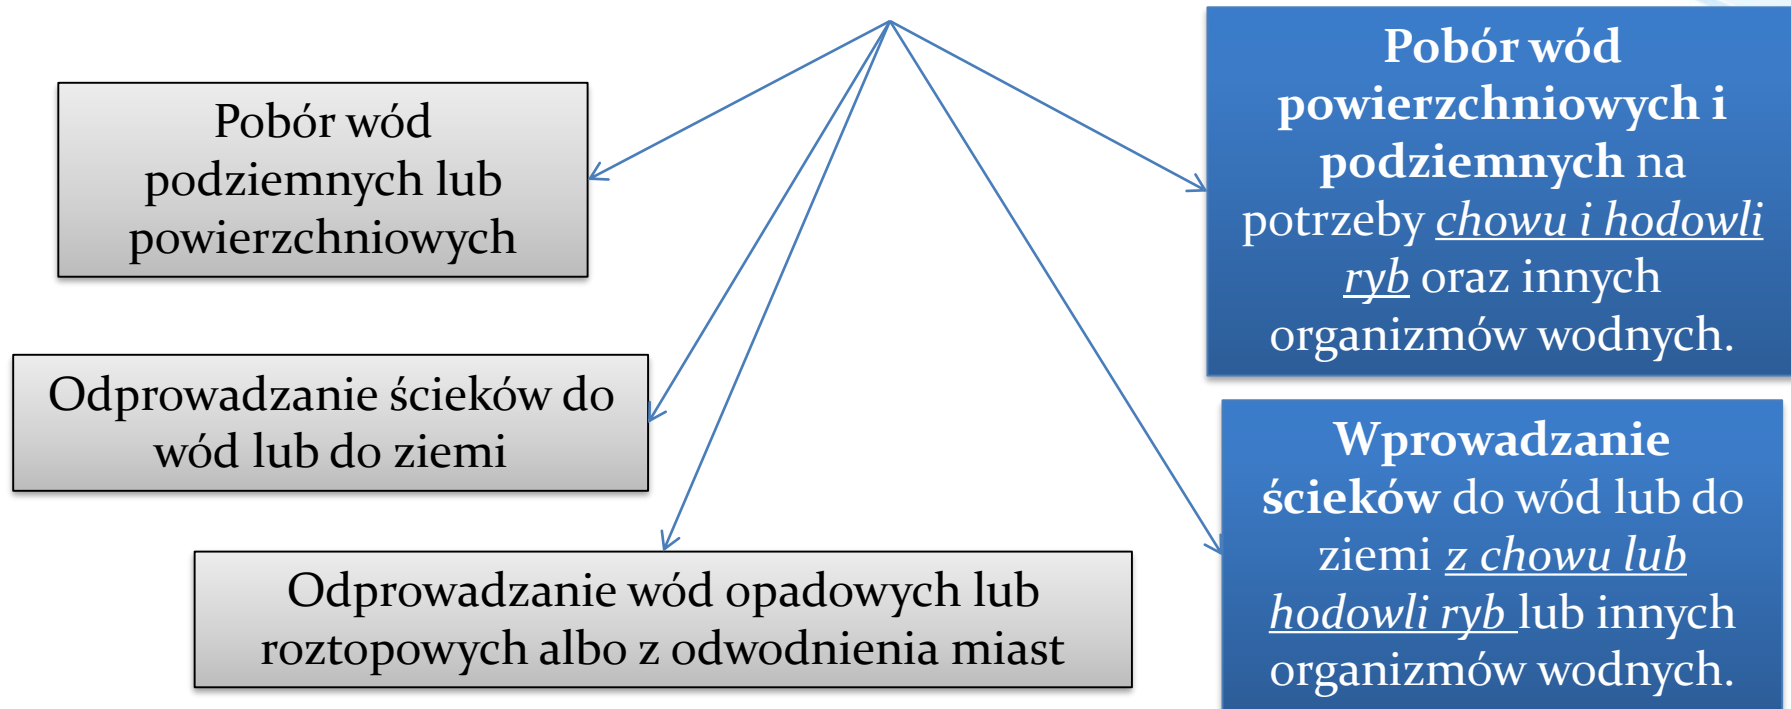 Pobór wód
podziemnych lub
powierzchniowych
Odprowadzanie ścieków do
wód lub do ziemi
Odprowadzanie wód opadowych lub
roztopowych albo z odwodnienia miast
Pobór wód
powierzchniowych i
podziemnych na
potrzeby chowu i hodowli
ryb oraz innych
organizmów wodnych.
Wprowadzanie
ścieków do wód lub do
ziemi z chowu lub
hodowli ryb lub innych
organizmów wodnych.